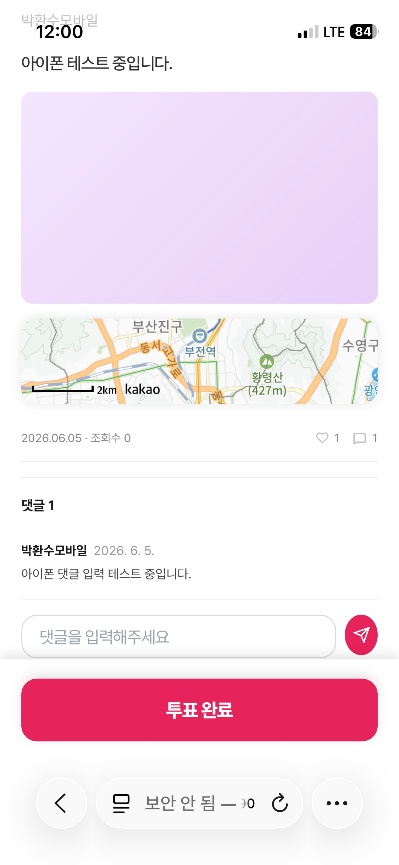 박환수모바일
12:00
LTE 84
아이폰 테스트 중입니다.
부산진구
동서고가로
부전역
수영구
황령산
(427m)
2km kakao
2026.06.05 · 조회수 0
1 1
댓글 1
박환수모바일 2026. 6. 5.
아이폰 댓글 입력 테스트 중입니다.
댓글을 입력해주세요
투표 완료
보안 안 됨 —